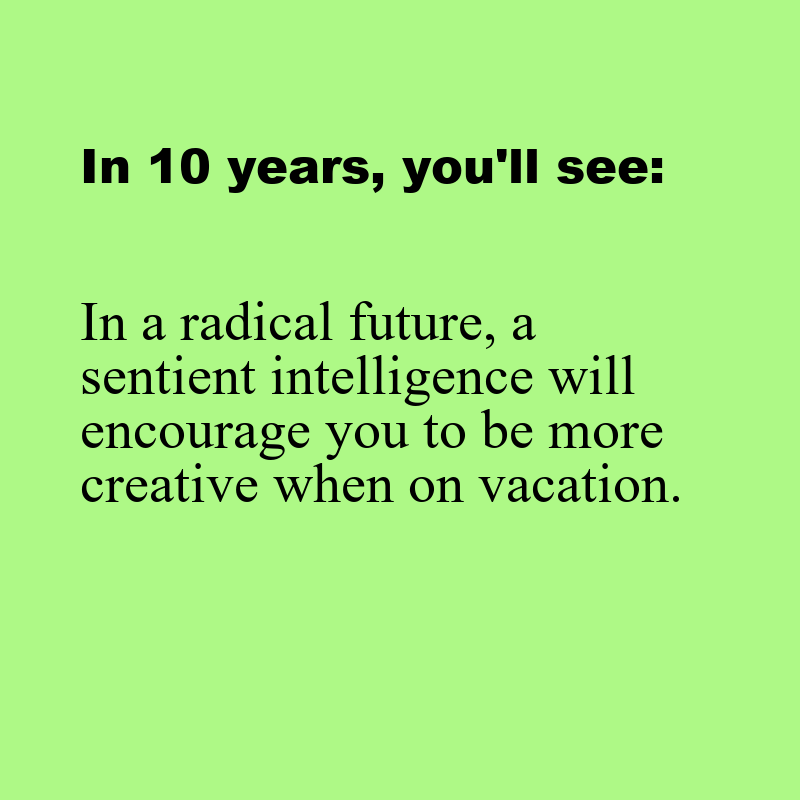 In 10 years, you'll see:
In a radical future, a
sentient intelligence will
encourage you to be more
creative when on vacation.